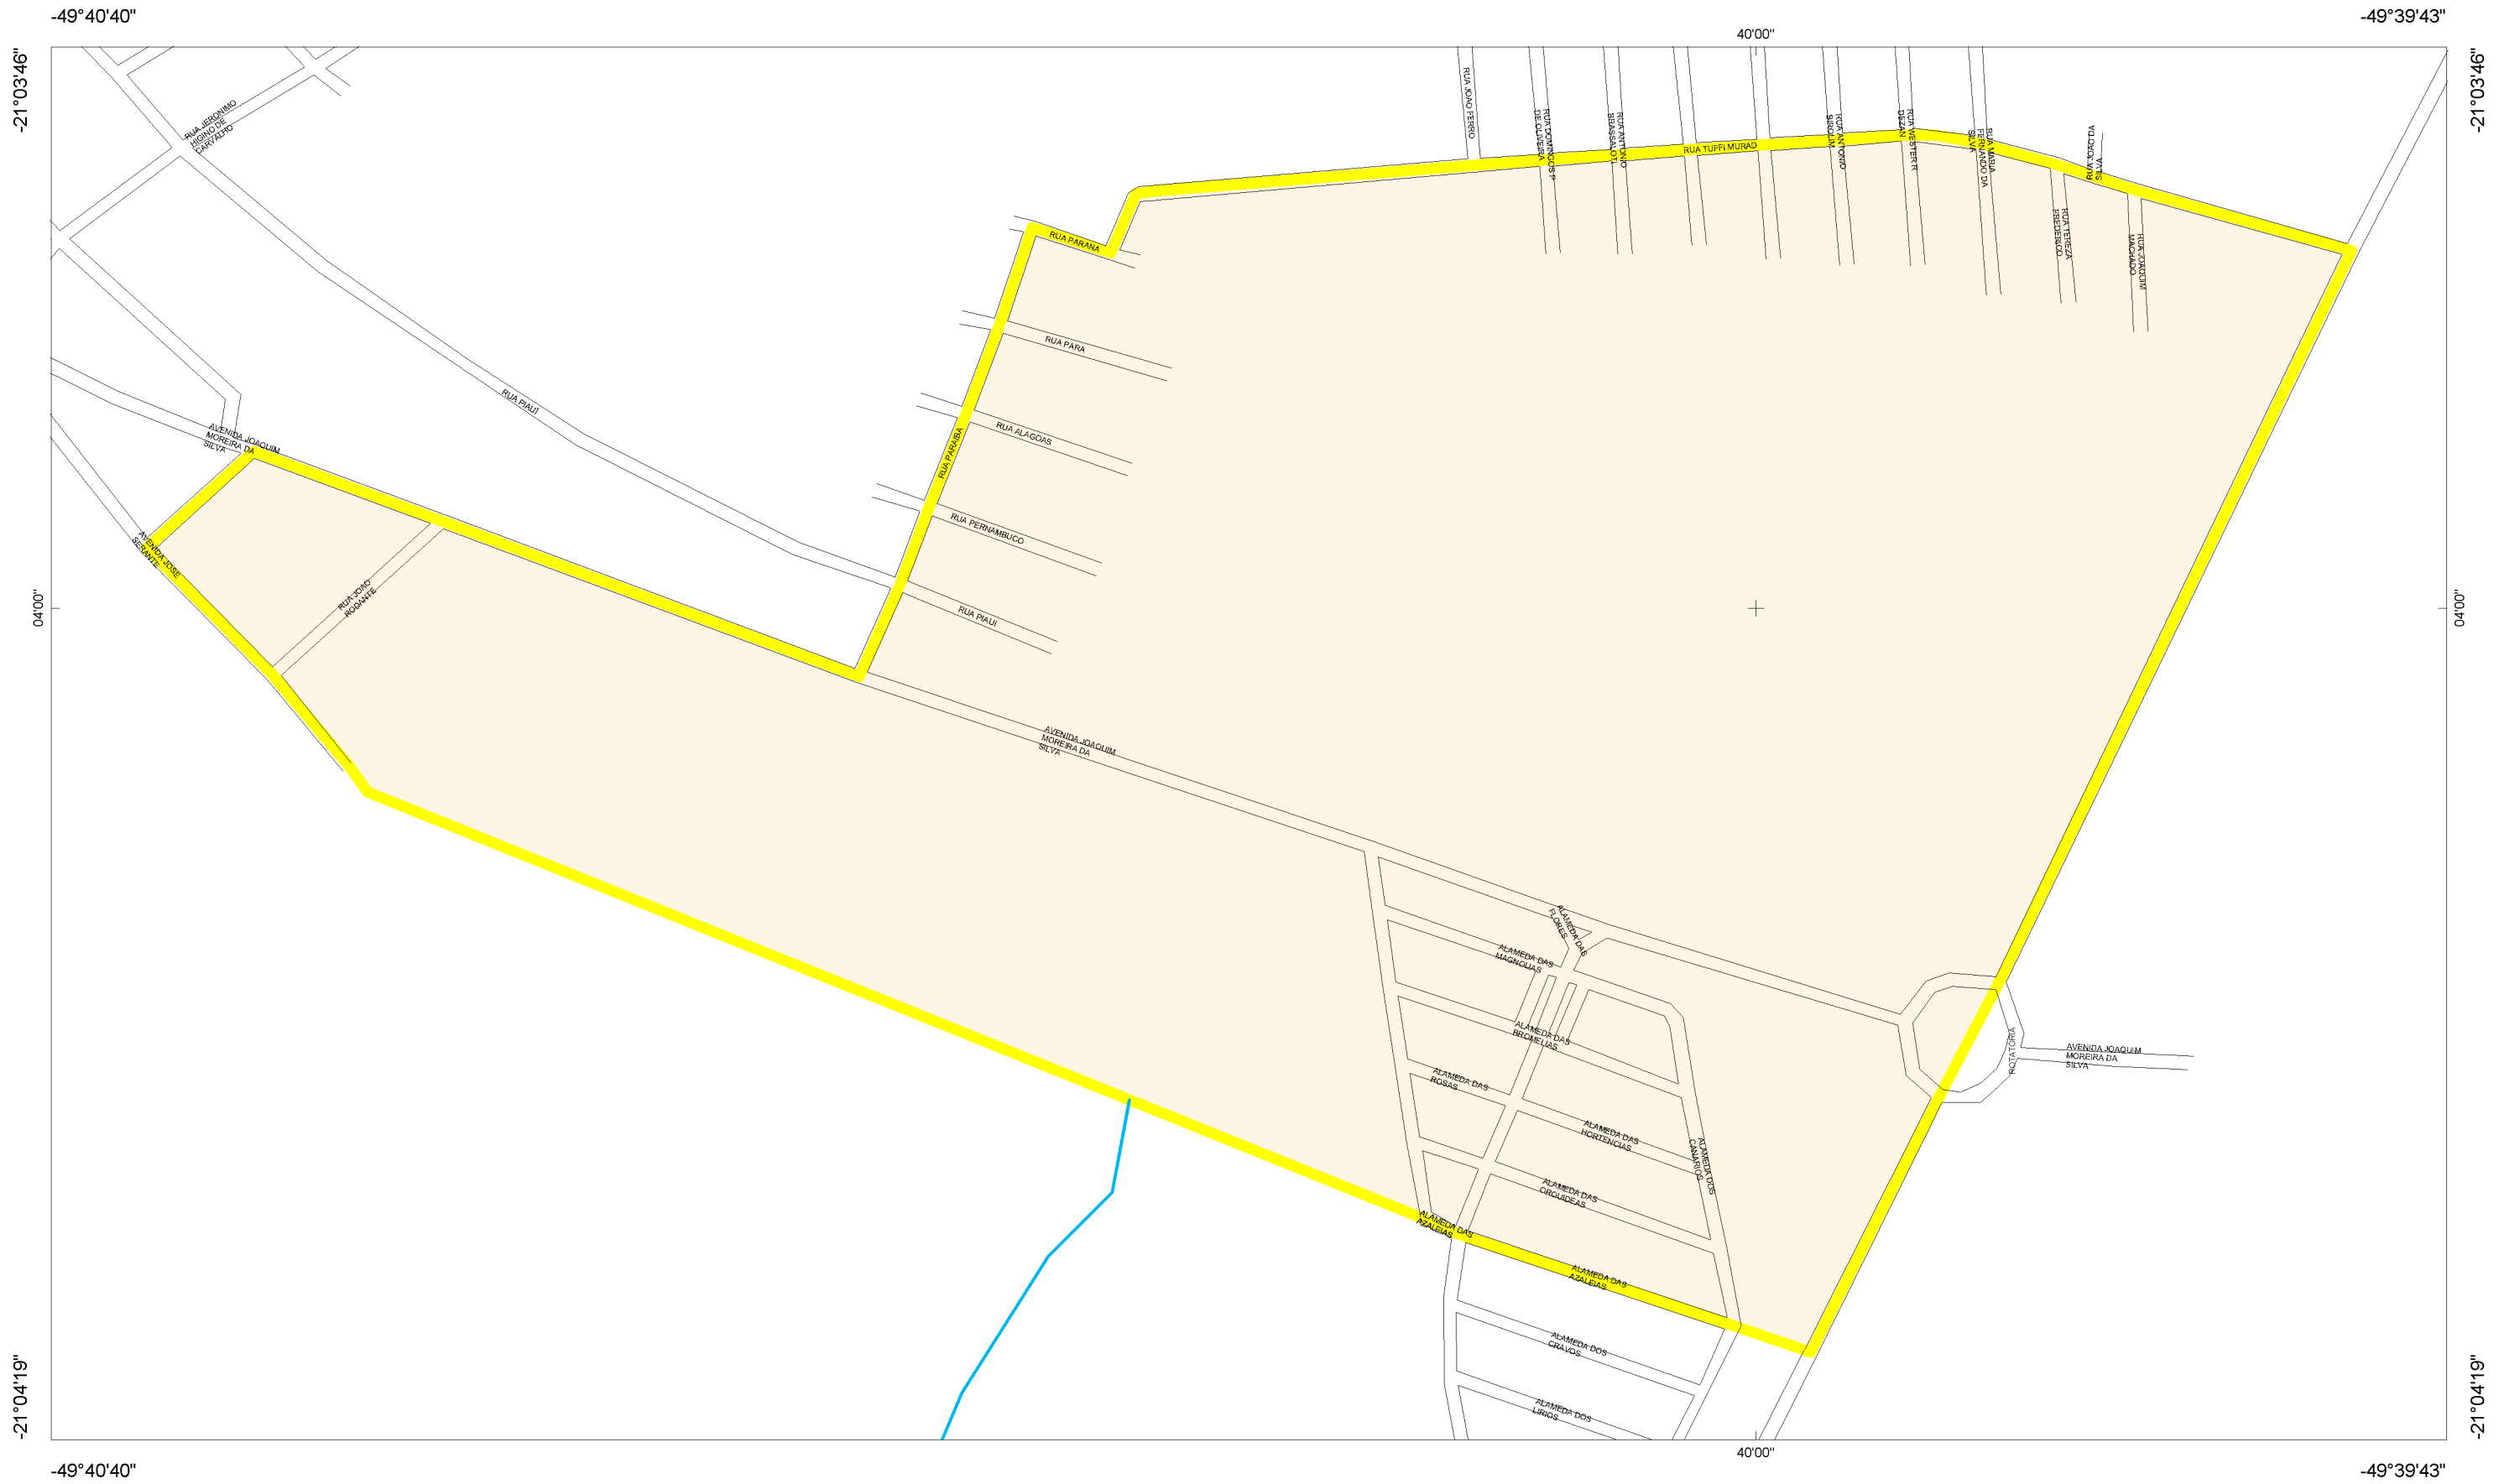 -49°40'40"
-49°39'43"
40'00"
-21°03'46"
-21°03'46"
RUA JERONIMO
HIGINO DE
CARVALHO
RUA JOAO FERRO
RUA DOMINGOS P
DE OLIVEIRA
RUA ANTONIO
BRASSALOTI
RUA TUFFI MURAD
RUA ANTONIO
SIROLIM
RUA WESTER R
DEZAN
RUA MARIA
FERNANDO DA
SILVA
RUA JOAO DA
SILVA
RUA TEREZA
FREDERICO
RUA JOAQUIM
MACHADO
RUA PARANA
RUA PARA
RUA PIAUI
RUA ALAGOAS
RUA PARAIBA
AVENIDA JOAQUIM
MOREIRA DA
SILVA
RUA PERNAMBUCO
AVENIDA JOSE
SERANTE
RUA JOAO
RODANTE
RUA PIAUI
04'00"
04'00"
AVENIDA JOAQUIM
MOREIRA DA
SILVA
ALAMEDA DAS
FLORES
ALAMEDA DAS
MAGNOLIAS
ALAMEDA DAS
BROMELIAS
ROTATORIA
AVENIDA JOAQUIM
MOREIRA DA
SILVA
ALAMEDA DAS
ROSAS
ALAMEDA DAS
HORTENCIAS
ALAMEDA DOS
CANARIOS
ALAMEDA DAS
ORQUIDEAS
ALAMEDA DAS
AZALEIAS
ALAMEDA DAS
AZALEIAS
ALAMEDA DOS
CRAVOS
ALAMEDA DOS
LIRIOS
-21°04'19"
-21°04'19"
40'00"
-49°40'40"
-49°39'43"